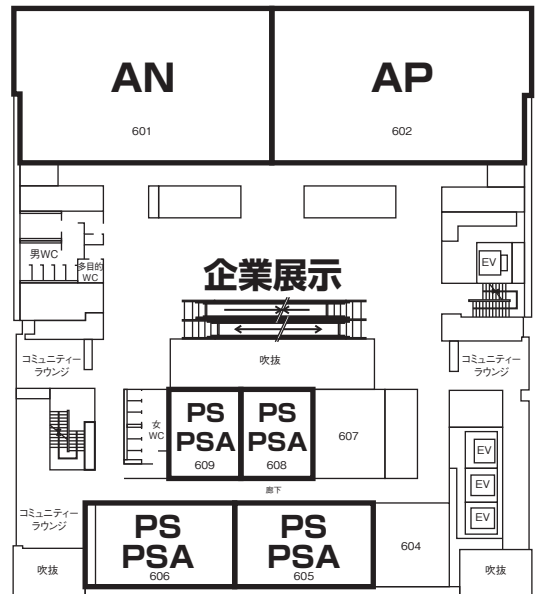 AN
AP
601
602
男WC
多目的
WC
EV
企業展示
コミュニティー
ラウンジ
吹抜
コミュニティー
ラウンジ
女
WC
PS
PSA
609
PS
PSA
608
607
EV
EV
EV
廊下
コミュニティー
ラウンジ
PS
PSA
606
PS
PSA
605
604
吹抜
吹抜